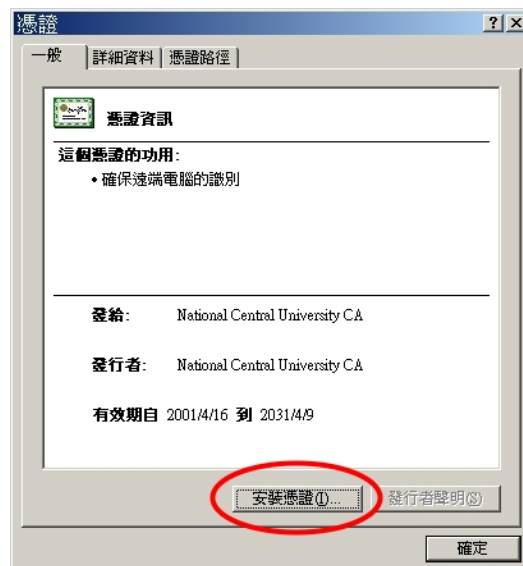 憑證
一般 詳細資料 憑證路徑
憑證資訊
這個憑證的功用:
• 確保遠端電腦的識別
發給: National Central University CA
發行者: National Central University CA
有效期自 2001/4/16 到 2031/4/9
安裝憑證(I)... 發行者聲明(S)
確定